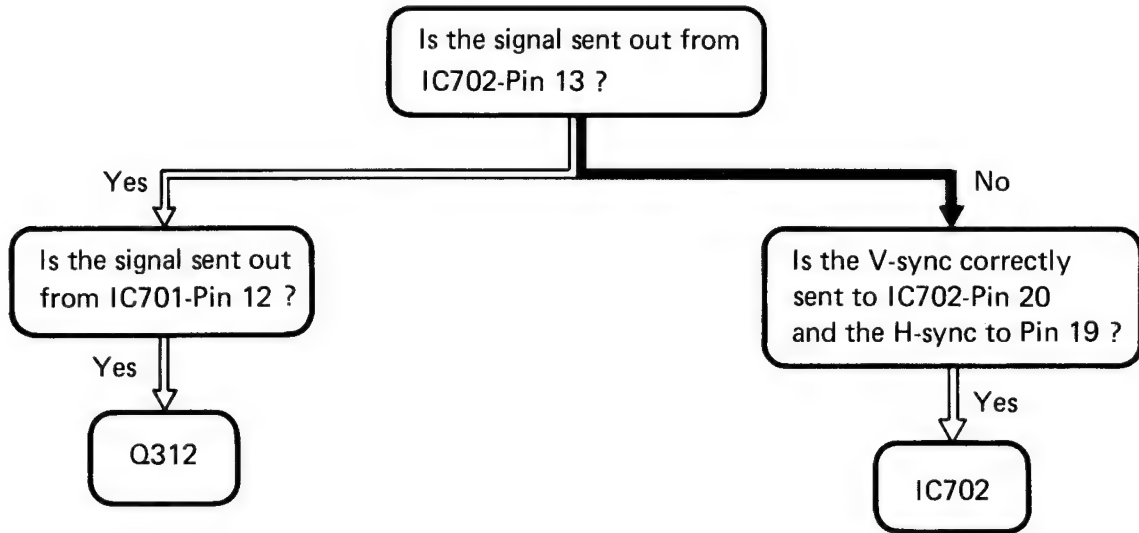 Is the signal sent out from
IC702-Pin 13 ?
Yes
No
Is the signal sent out
from IC701-Pin 12 ?
Is the V-sync correctly
sent to IC702-Pin 20
and the H-sync to Pin 19 ?
Yes
Yes
Q312
IC702